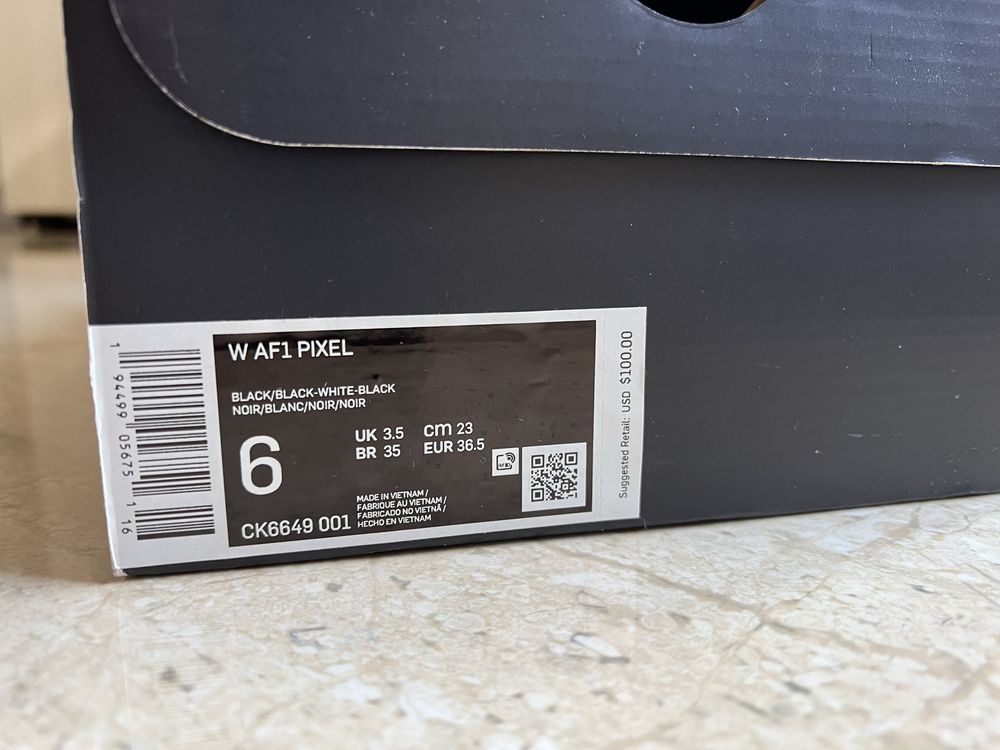 W AF1 PIXEL
BLACK/BLACK-WHITE-BLACK
NOIR/BLANC/NOIR/NOIR
6
UK 3.5 cm 23
BR 35 EUR 36.5
RFID
MADE IN VIETNAM /
FABRIQUE AU VIETNAM /
FABRICADO NO VIETNÃ /
HECHO EN VIETNAM
CK6649 001
1 94499 05675 1 16
Suggested Retail: USD $100.00